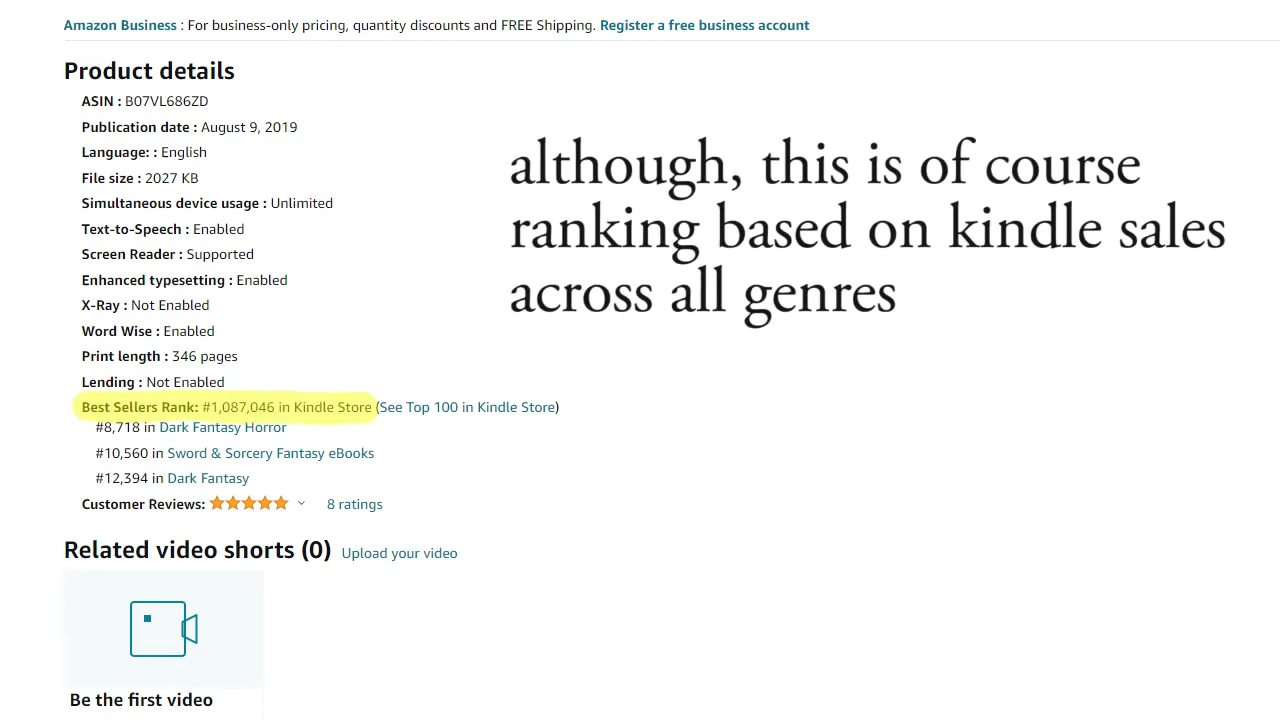 Amazon Business : For business-only pricing, quantity discounts and FREE Shipping. Register a free business account
Product details
ASIN : B07VL686ZD
Publication date : August 9, 2019
Language: : English
File size : 2027 KB
Simultaneous device usage : Unlimited
Text-to-Speech : Enabled
Screen Reader : Supported
Enhanced typesetting : Enabled
X-Ray : Not Enabled
Word Wise : Enabled
Print length : 346 pages
Lending : Not Enabled
Best Sellers Rank: #1,087,046 in Kindle Store (See Top 100 in Kindle Store)
#8,718 in Dark Fantasy Horror
#10,560 in Sword & Sorcery Fantasy eBooks
#12,394 in Dark Fantasy
Customer Reviews: 8 ratings
although, this is of course
ranking based on kindle sales
across all genres
Related video shorts (0) Upload your video
Be the first video